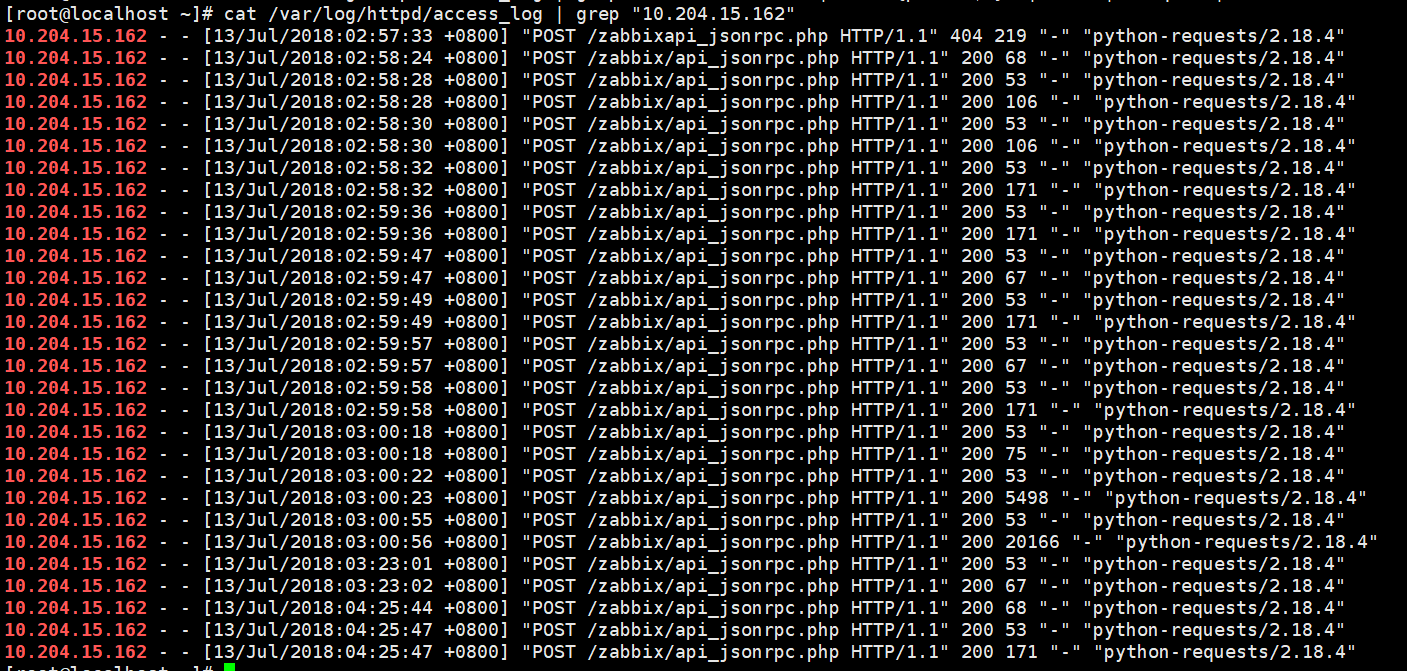 [root@localhost ~]# cat /var/log/httpd/access_log | grep "10.204.15.162"
10.204.15.162 - - [13/Jul/2018:02:57:33 +0800] "POST /zabbixapi_jsonrpc.php HTTP/1.1" 404 219 "-" "python-requests/2.18.4"
10.204.15.162 - - [13/Jul/2018:02:58:24 +0800] "POST /zabbix/api_jsonrpc.php HTTP/1.1" 200 68 "-" "python-requests/2.18.4"
10.204.15.162 - - [13/Jul/2018:02:58:28 +0800] "POST /zabbix/api_jsonrpc.php HTTP/1.1" 200 53 "-" "python-requests/2.18.4"
10.204.15.162 - - [13/Jul/2018:02:58:28 +0800] "POST /zabbix/api_jsonrpc.php HTTP/1.1" 200 106 "-" "python-requests/2.18.4"
10.204.15.162 - - [13/Jul/2018:02:58:30 +0800] "POST /zabbix/api_jsonrpc.php HTTP/1.1" 200 53 "-" "python-requests/2.18.4"
10.204.15.162 - - [13/Jul/2018:02:58:30 +0800] "POST /zabbix/api_jsonrpc.php HTTP/1.1" 200 106 "-" "python-requests/2.18.4"
10.204.15.162 - - [13/Jul/2018:02:58:32 +0800] "POST /zabbix/api_jsonrpc.php HTTP/1.1" 200 53 "-" "python-requests/2.18.4"
10.204.15.162 - - [13/Jul/2018:02:58:32 +0800] "POST /zabbix/api_jsonrpc.php HTTP/1.1" 200 171 "-" "python-requests/2.18.4"
10.204.15.162 - - [13/Jul/2018:02:59:36 +0800] "POST /zabbix/api_jsonrpc.php HTTP/1.1" 200 53 "-" "python-requests/2.18.4"
10.204.15.162 - - [13/Jul/2018:02:59:36 +0800] "POST /zabbix/api_jsonrpc.php HTTP/1.1" 200 171 "-" "python-requests/2.18.4"
10.204.15.162 - - [13/Jul/2018:02:59:47 +0800] "POST /zabbix/api_jsonrpc.php HTTP/1.1" 200 53 "-" "python-requests/2.18.4"
10.204.15.162 - - [13/Jul/2018:02:59:47 +0800] "POST /zabbix/api_jsonrpc.php HTTP/1.1" 200 67 "-" "python-requests/2.18.4"
10.204.15.162 - - [13/Jul/2018:02:59:49 +0800] "POST /zabbix/api_jsonrpc.php HTTP/1.1" 200 53 "-" "python-requests/2.18.4"
10.204.15.162 - - [13/Jul/2018:02:59:49 +0800] "POST /zabbix/api_jsonrpc.php HTTP/1.1" 200 171 "-" "python-requests/2.18.4"
10.204.15.162 - - [13/Jul/2018:02:59:57 +0800] "POST /zabbix/api_jsonrpc.php HTTP/1.1" 200 53 "-" "python-requests/2.18.4"
10.204.15.162 - - [13/Jul/2018:02:59:57 +0800] "POST /zabbix/api_jsonrpc.php HTTP/1.1" 200 67 "-" "python-requests/2.18.4"
10.204.15.162 - - [13/Jul/2018:02:59:58 +0800] "POST /zabbix/api_jsonrpc.php HTTP/1.1" 200 53 "-" "python-requests/2.18.4"
10.204.15.162 - - [13/Jul/2018:02:59:58 +0800] "POST /zabbix/api_jsonrpc.php HTTP/1.1" 200 171 "-" "python-requests/2.18.4"
10.204.15.162 - - [13/Jul/2018:03:00:18 +0800] "POST /zabbix/api_jsonrpc.php HTTP/1.1" 200 53 "-" "python-requests/2.18.4"
10.204.15.162 - - [13/Jul/2018:03:00:18 +0800] "POST /zabbix/api_jsonrpc.php HTTP/1.1" 200 75 "-" "python-requests/2.18.4"
10.204.15.162 - - [13/Jul/2018:03:00:22 +0800] "POST /zabbix/api_jsonrpc.php HTTP/1.1" 200 53 "-" "python-requests/2.18.4"
10.204.15.162 - - [13/Jul/2018:03:00:23 +0800] "POST /zabbix/api_jsonrpc.php HTTP/1.1" 200 5498 "-" "python-requests/2.18.4"
10.204.15.162 - - [13/Jul/2018:03:00:55 +0800] "POST /zabbix/api_jsonrpc.php HTTP/1.1" 200 53 "-" "python-requests/2.18.4"
10.204.15.162 - - [13/Jul/2018:03:00:56 +0800] "POST /zabbix/api_jsonrpc.php HTTP/1.1" 200 20166 "-" "python-requests/2.18.4"
10.204.15.162 - - [13/Jul/2018:03:23:01 +0800] "POST /zabbix/api_jsonrpc.php HTTP/1.1" 200 53 "-" "python-requests/2.18.4"
10.204.15.162 - - [13/Jul/2018:03:23:02 +0800] "POST /zabbix/api_jsonrpc.php HTTP/1.1" 200 67 "-" "python-requests/2.18.4"
10.204.15.162 - - [13/Jul/2018:04:25:44 +0800] "POST /zabbix/api_jsonrpc.php HTTP/1.1" 200 68 "-" "python-requests/2.18.4"
10.204.15.162 - - [13/Jul/2018:04:25:47 +0800] "POST /zabbix/api_jsonrpc.php HTTP/1.1" 200 53 "-" "python-requests/2.18.4"
10.204.15.162 - - [13/Jul/2018:04:25:47 +0800] "POST /zabbix/api_jsonrpc.php HTTP/1.1" 200 171 "-" "python-requests/2.18.4"
[root@localhost ~]#